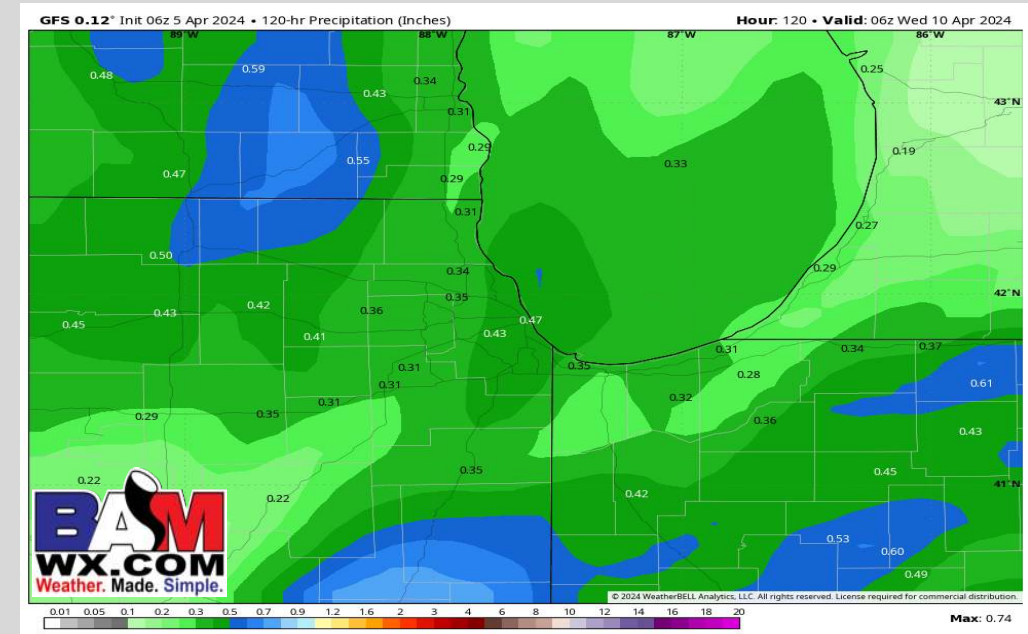 GFS 0.12° Init 06z 5 Apr 2024 • 120-hr Precipitation (Inches)
Hour: 120 • Valid: 06z Wed 10 Apr 2024
89°W 88°W 87°W 86°W
0.48 0.59 0.43 0.34 0.25
0.31 43°N
0.29 0.19
0.47 0.55 0.29 0.33
0.31 0.27
0.50 0.34 0.29
0.35 42°N
0.45 0.43 0.42 0.36 0.47
0.41 0.43
0.31 0.35 0.31 0.34 0.37
0.31 0.28 0.61
0.29 0.35 0.31 0.32 0.36 0.43
0.22 0.35 0.45 41°N
0.22 0.42
0.53 0.60
0.49
BAM
WX.COM
Weather. Made. Simple.
© 2024 WeatherBELL Analytics, LLC. All rights reserved. License required for commercial distribution.
0.01 0.05 0.1 0.2 0.3 0.5 0.7 0.9 1.2 1.6 2 3 4 6 8 10 12 14 16 18 20
Max: 0.74